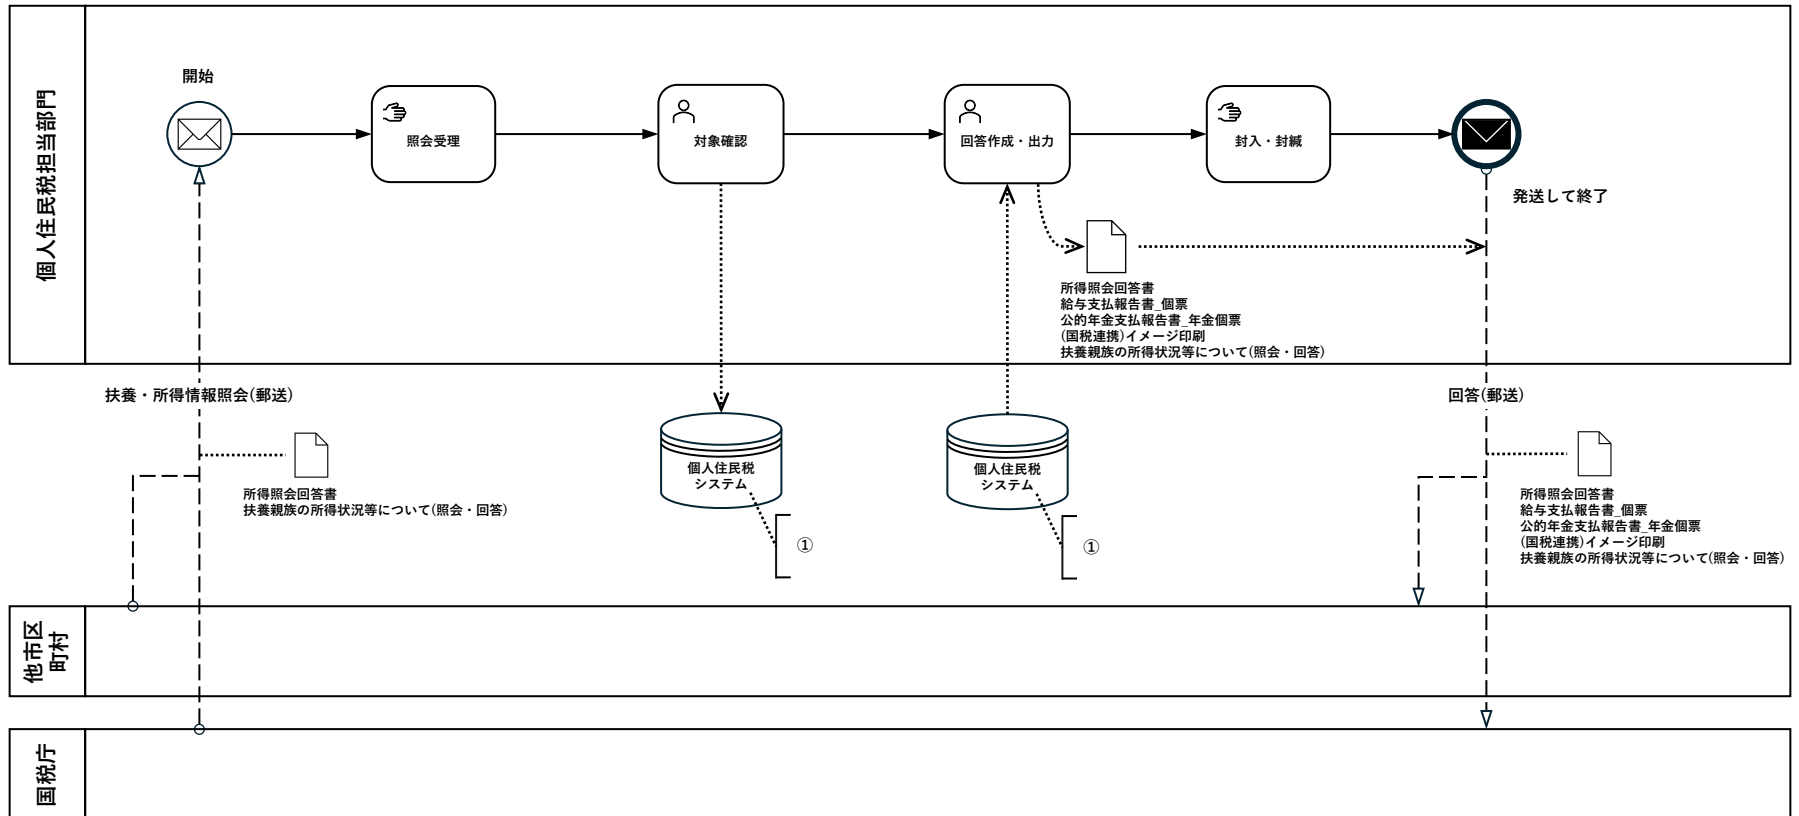 個人住民税担当部門
開始
照会受理
対象確認
回答作成・出力
封入・封緘
発送して終了
所得照会回答書
給与支払報告書_個票
公的年金支払報告書_年金個票
(国税連携)イメージ印刷
扶養親族の所得状況等について(照会・回答)
扶養・所得情報照会(郵送)
所得照会回答書
扶養親族の所得状況等について(照会・回答)
個人住民税
システム
①
個人住民税
システム
①
回答(郵送)
所得照会回答書
給与支払報告書_個票
公的年金支払報告書_年金個票
(国税連携)イメージ印刷
扶養親族の所得状況等について(照会・回答)
他市区
町村
国税庁